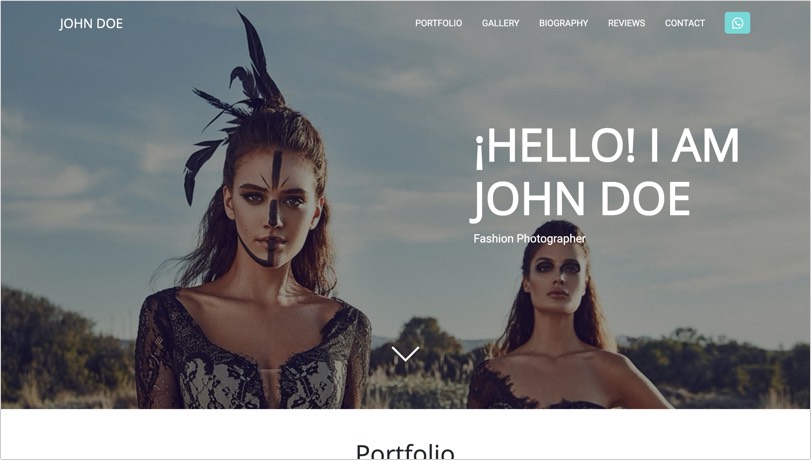 JOHN DOE
PORTFOLIO GALLERY BIOGRAPHY REVIEWS CONTACT
¡HELLO! I AM
JOHN DOE
Fashion Photographer
Portfolio